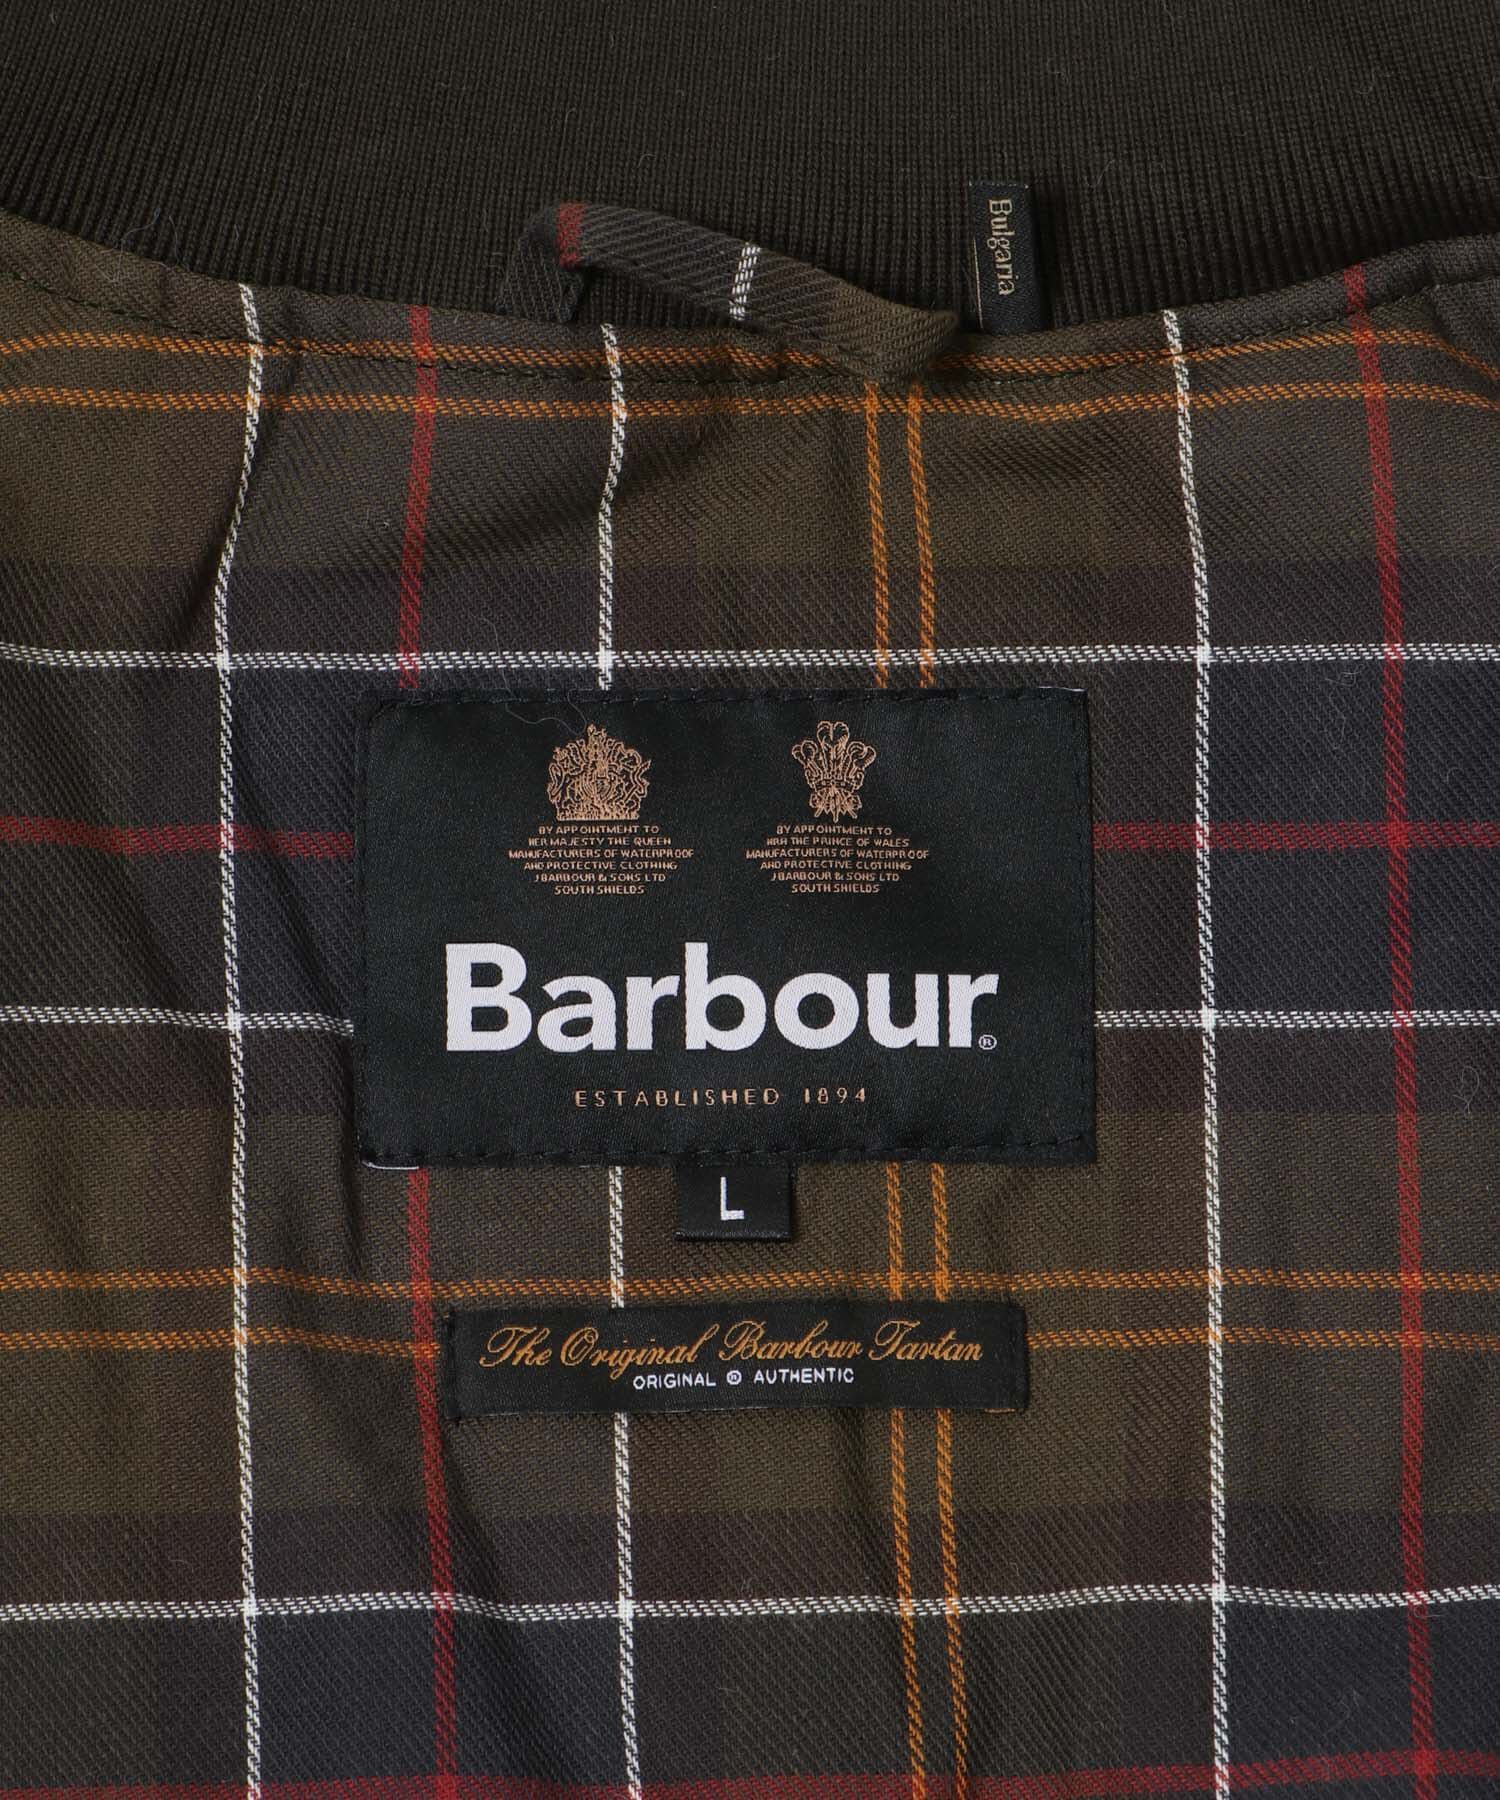 Bulgaria
BY APPOINTMENT TO
HER MAJESTY THE QUEEN
MANUFACTURERS OF WATERPROOF
AND PROTECTIVE CLOTHING
J BARBOUR & SONS LTD
SOUTH SHIELDS
BY APPOINTMENT TO
HRH THE PRINCE OF WALES
MANUFACTURERS OF WATERPROOF
AND PROTECTIVE CLOTHING
J BARBOUR & SONS LTD
SOUTH SHIELDS
Barbour®
ESTABLISHED 1894
L
The Original Barbour Tartan
ORIGINAL ® AUTHENTIC